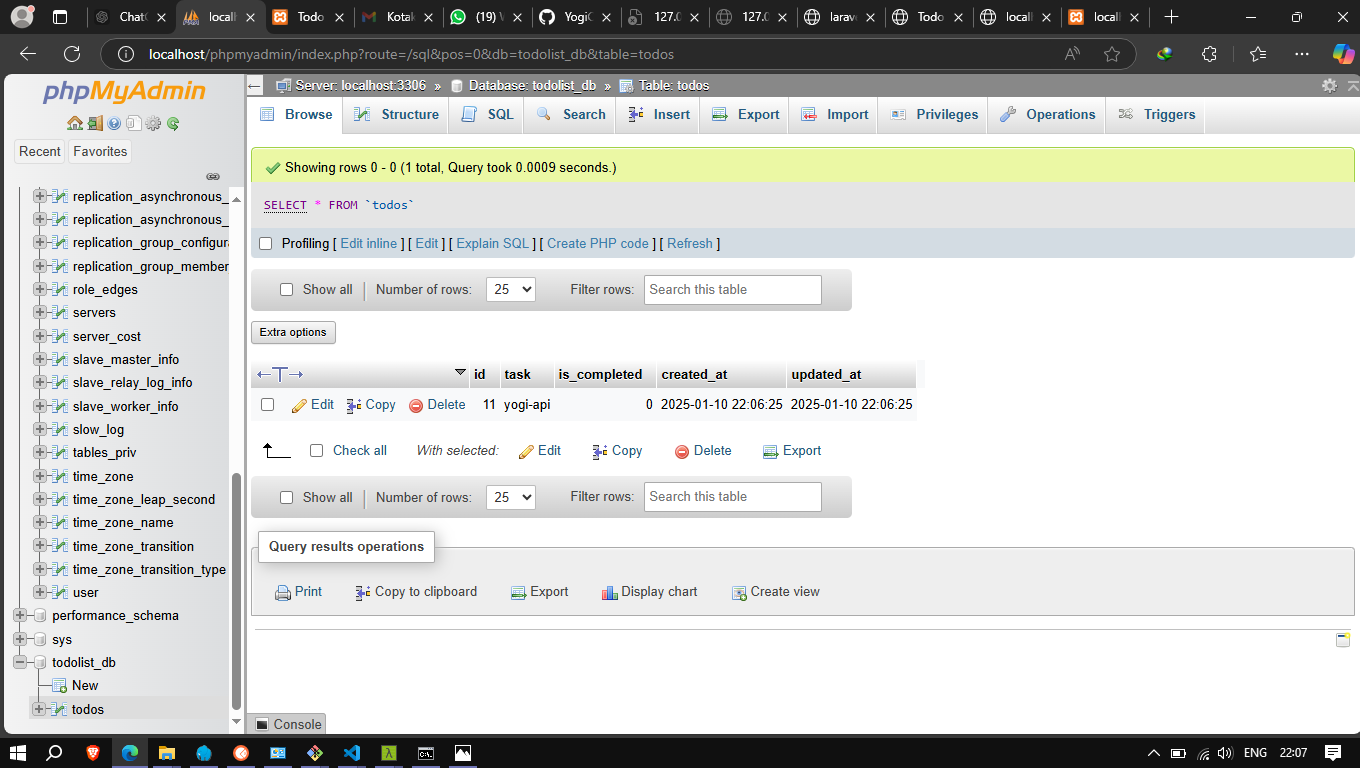 ChatG
locall
Todo
Kotak
(19) W
YogiC
127.0
127.0
larave
Todo
locali
locall
localhost/phpmyadmin/index.php?route=/sql&pos=0&db=todolist_db&table=todos
phpMyAdmin
Recent Favorites
replication_asynchronous_
replication_asynchronous_
replication_group_configura
replication_group_member
role_edges
servers
server_cost
slave_master_info
slave_relay_log_info
slave_worker_info
slow_log
tables_priv
time_zone
time_zone_leap_second
time_zone_name
time_zone_transition
time_zone_transition_type
user
performance_schema
sys
todolist_db
New
todos
Server: localhost:3306 » Database: todolist_db » Table: todos
Browse Structure SQL Search Insert Export Import Privileges Operations Triggers
Showing rows 0 - 0 (1 total, Query took 0.0009 seconds.)
SELECT * FROM `todos`
Profiling [ Edit inline ] [ Edit ] [ Explain SQL ] [ Create PHP code ] [ Refresh ]
Show all | Number of rows: 25 Filter rows: Search this table
Extra options
id task is_completed created_at updated_at
Edit Copy Delete 11 yogi-api 0 2025-01-10 22:06:25 2025-01-10 22:06:25
Check all With selected: Edit Copy Delete Export
Show all | Number of rows: 25 Filter rows: Search this table
Query results operations
Print Copy to clipboard Export Display chart Create view
Console
ENG 22:07